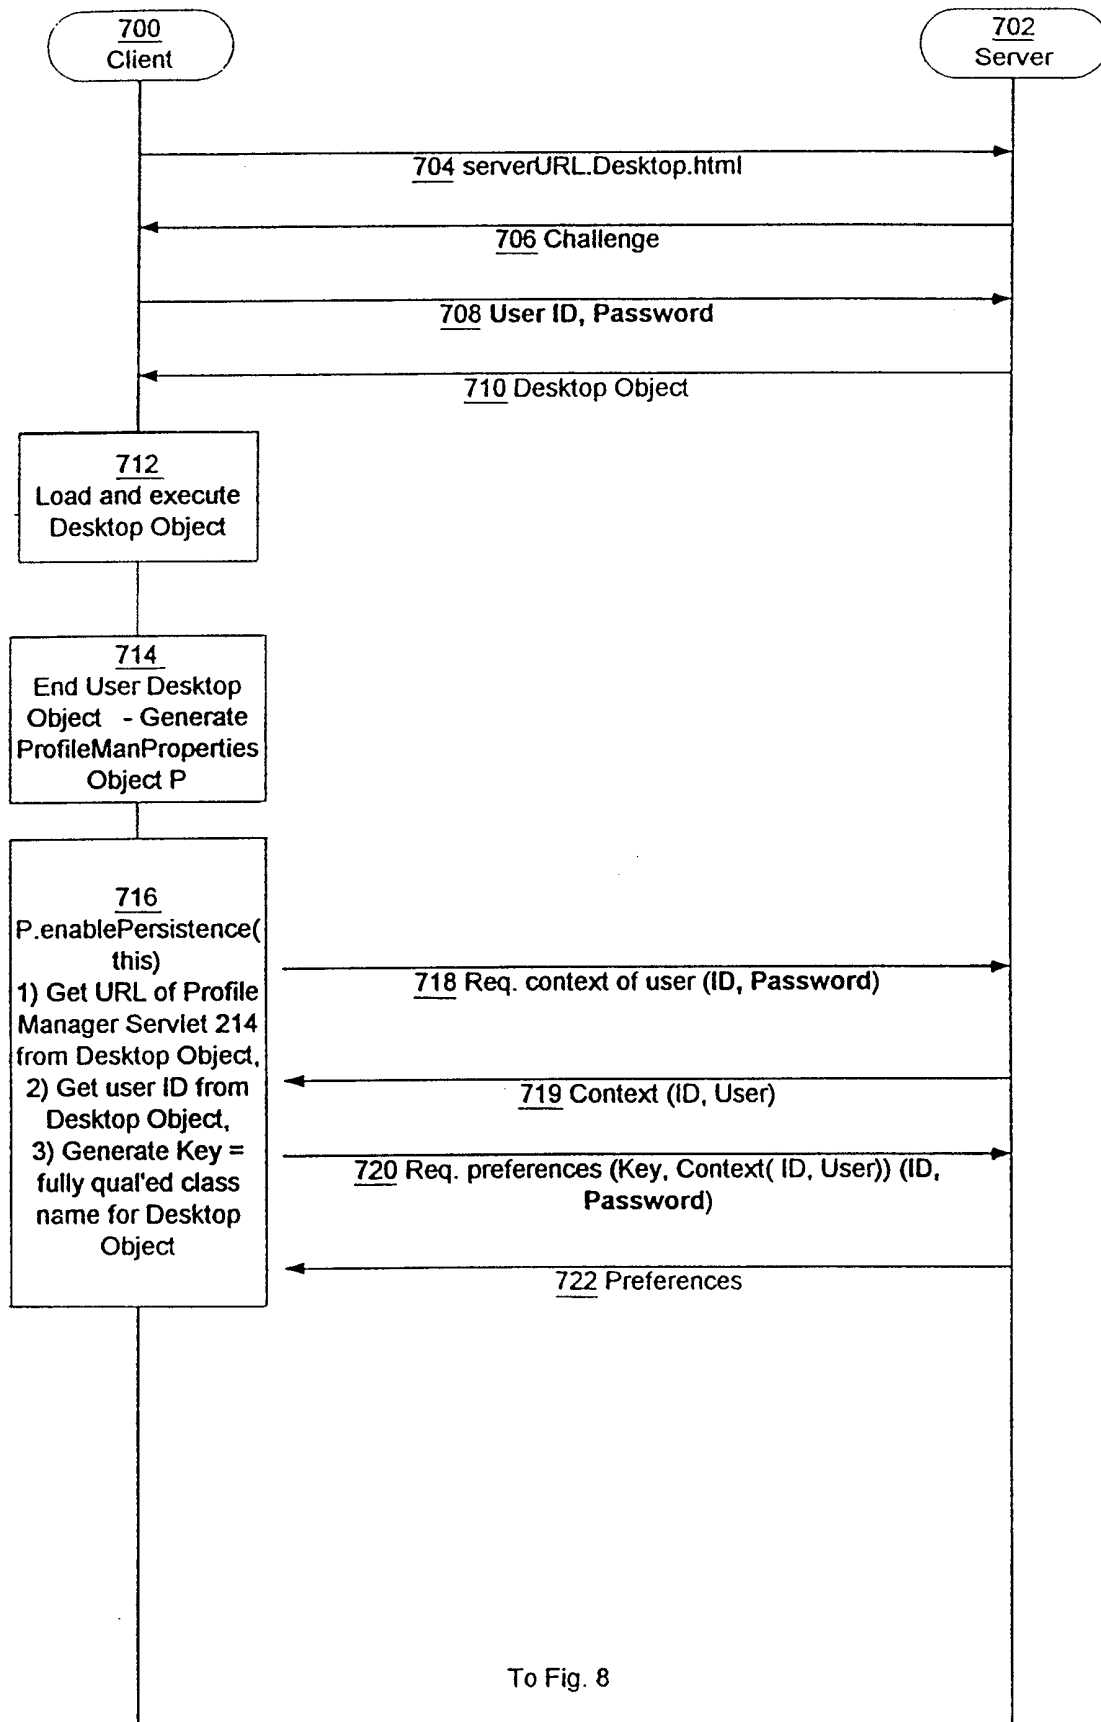 700
Client
702
Server
704 serverURL.Desktop.html
706 Challenge
708 User ID, Password
710 Desktop Object
712
Load and execute
Desktop Object
714
End User Desktop
Object - Generate
ProfileManProperties
Object P
716
P.enablePersistence(
this)
1) Get URL of Profile
Manager Servlet 214
from Desktop Object,
2) Get user ID from
Desktop Object,
3) Generate Key =
fully qual'ed class
name for Desktop
Object
718 Req. context of user (ID, Password)
719 Context (ID, User)
720 Req. preferences (Key, Context( ID, User)) (ID,
Password)
722 Preferences
To Fig. 8